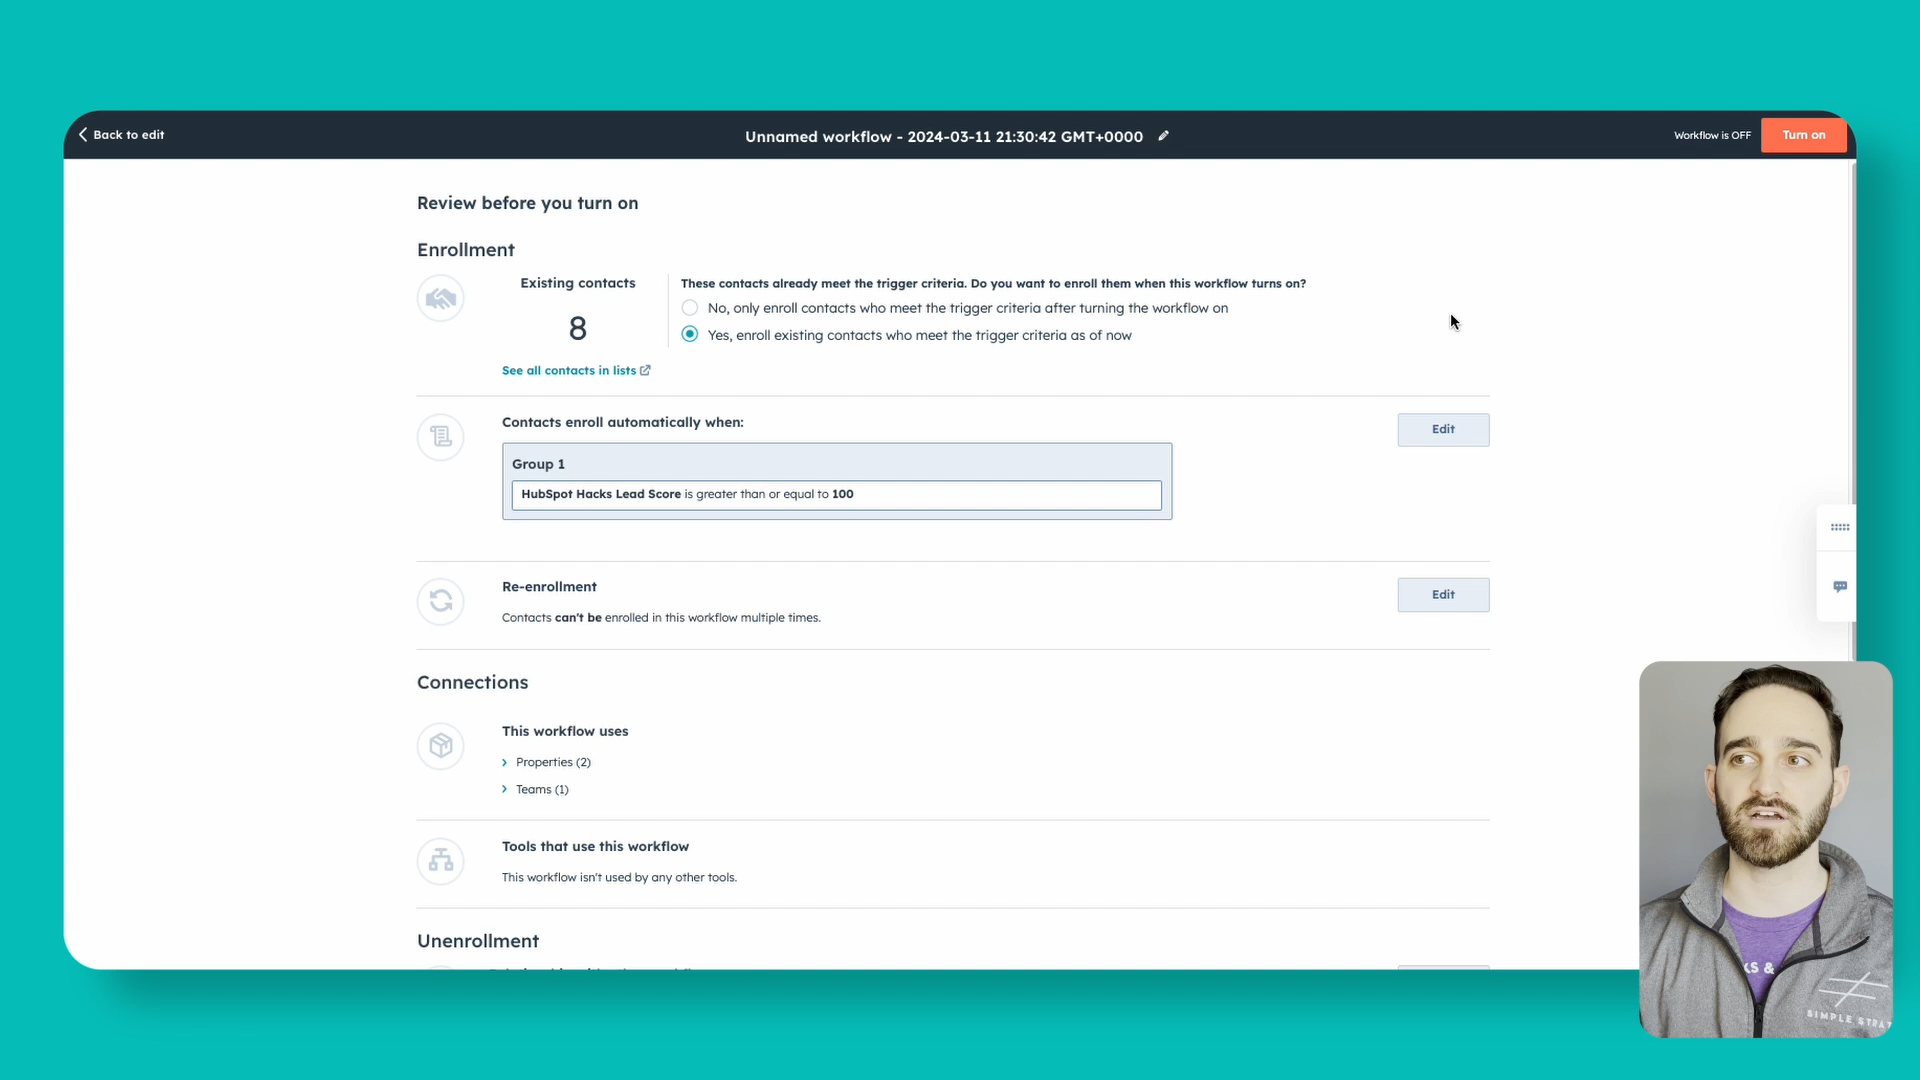 Back to edit
Unnamed workflow - 2024-03-11 21:30:42 GMT+0000
Workflow is OFF
Turn on
Review before you turn on
Enrollment
Existing contacts
8
See all contacts in lists
These contacts already meet the trigger criteria. Do you want to enroll them when this workflow turns on?
No, only enroll contacts who meet the trigger criteria after turning the workflow on
Yes, enroll existing contacts who meet the trigger criteria as of now
Contacts enroll automatically when:
Edit
Group 1
HubSpot Hacks Lead Score is greater than or equal to 100
Re-enrollment
Edit
Contacts can't be enrolled in this workflow multiple times.
Connections
This workflow uses
Properties (2)
Teams (1)
Tools that use this workflow
This workflow isn't used by any other tools.
Unenrollment
KS &
SIMPLE STRAT